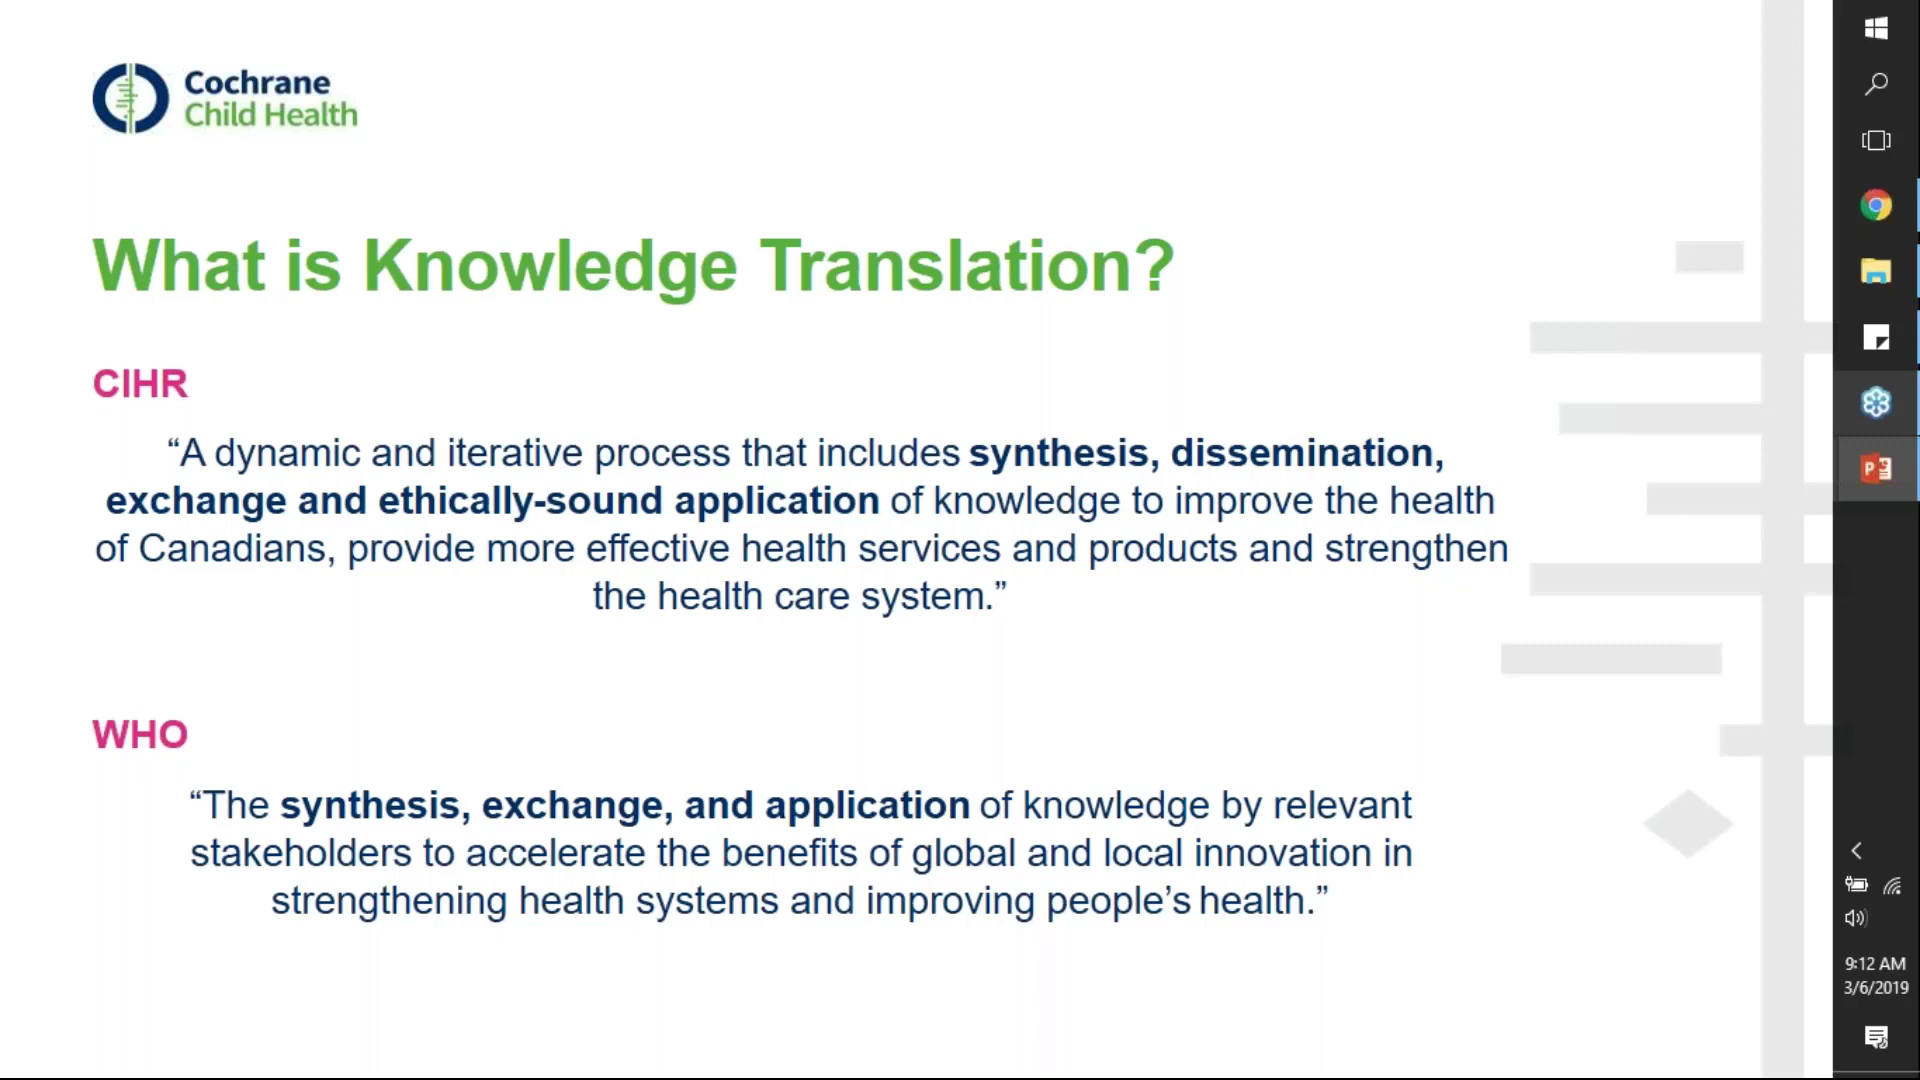 Cochrane
Child Health
What is Knowledge Translation?
CIHR
“A dynamic and iterative process that includes synthesis, dissemination,
exchange and ethically-sound application of knowledge to improve the health
of Canadians, provide more effective health services and products and strengthen
the health care system.”
WHO
“The synthesis, exchange, and application of knowledge by relevant
stakeholders to accelerate the benefits of global and local innovation in
strengthening health systems and improving people’s health.”
9:12 AM
3/6/2019